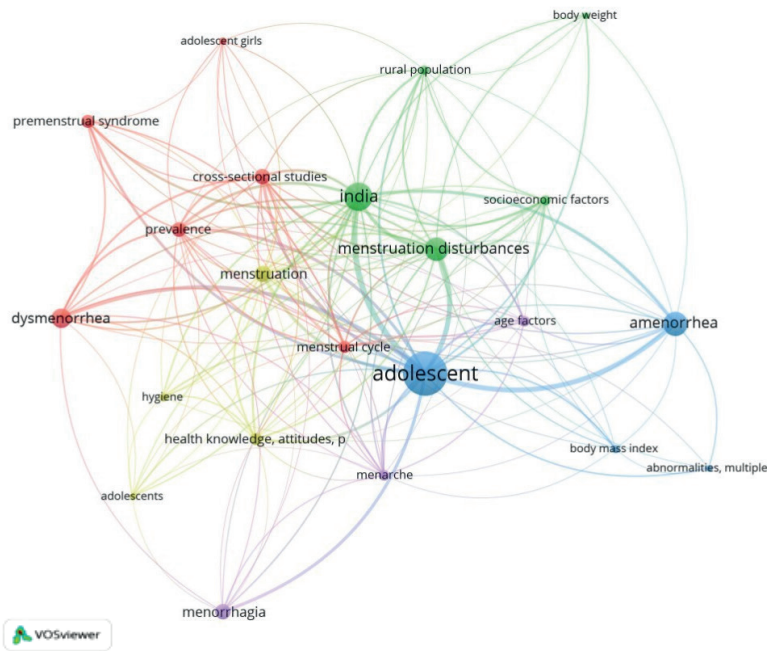 body weight
adolescent girls
rural population
premenstrual syndrome
cross-sectional studies
india
socioeconomic factors
prevalence
menstruation disturbances
menstruation
dysmenorrhea
age factors
amenorrhea
menstrual cycle
adolescent
hygiene
health knowledge, attitudes, p
body mass index
abnormalities, multiple
menarche
adolescents
menorrhagia
VOSviewer